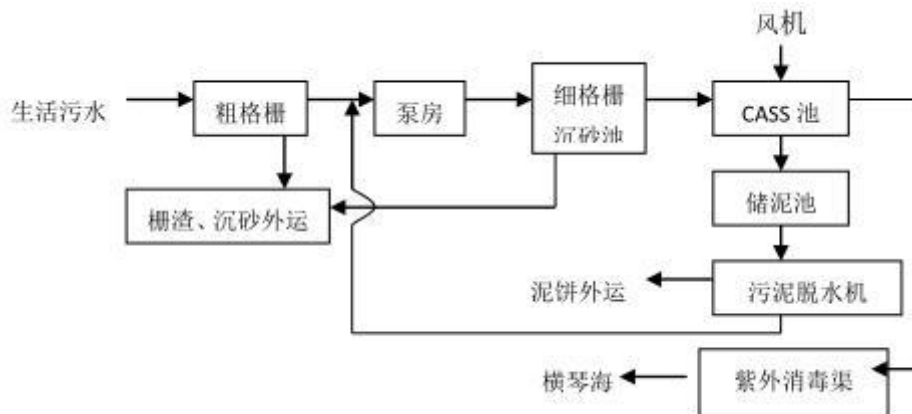 风机
生活污水
粗格栅
泵房
细格栅
沉砂池
CASS 池
栅渣、沉砂外运
储泥池
泥饼外运
污泥脱水机
横琴海
紫外消毒渠